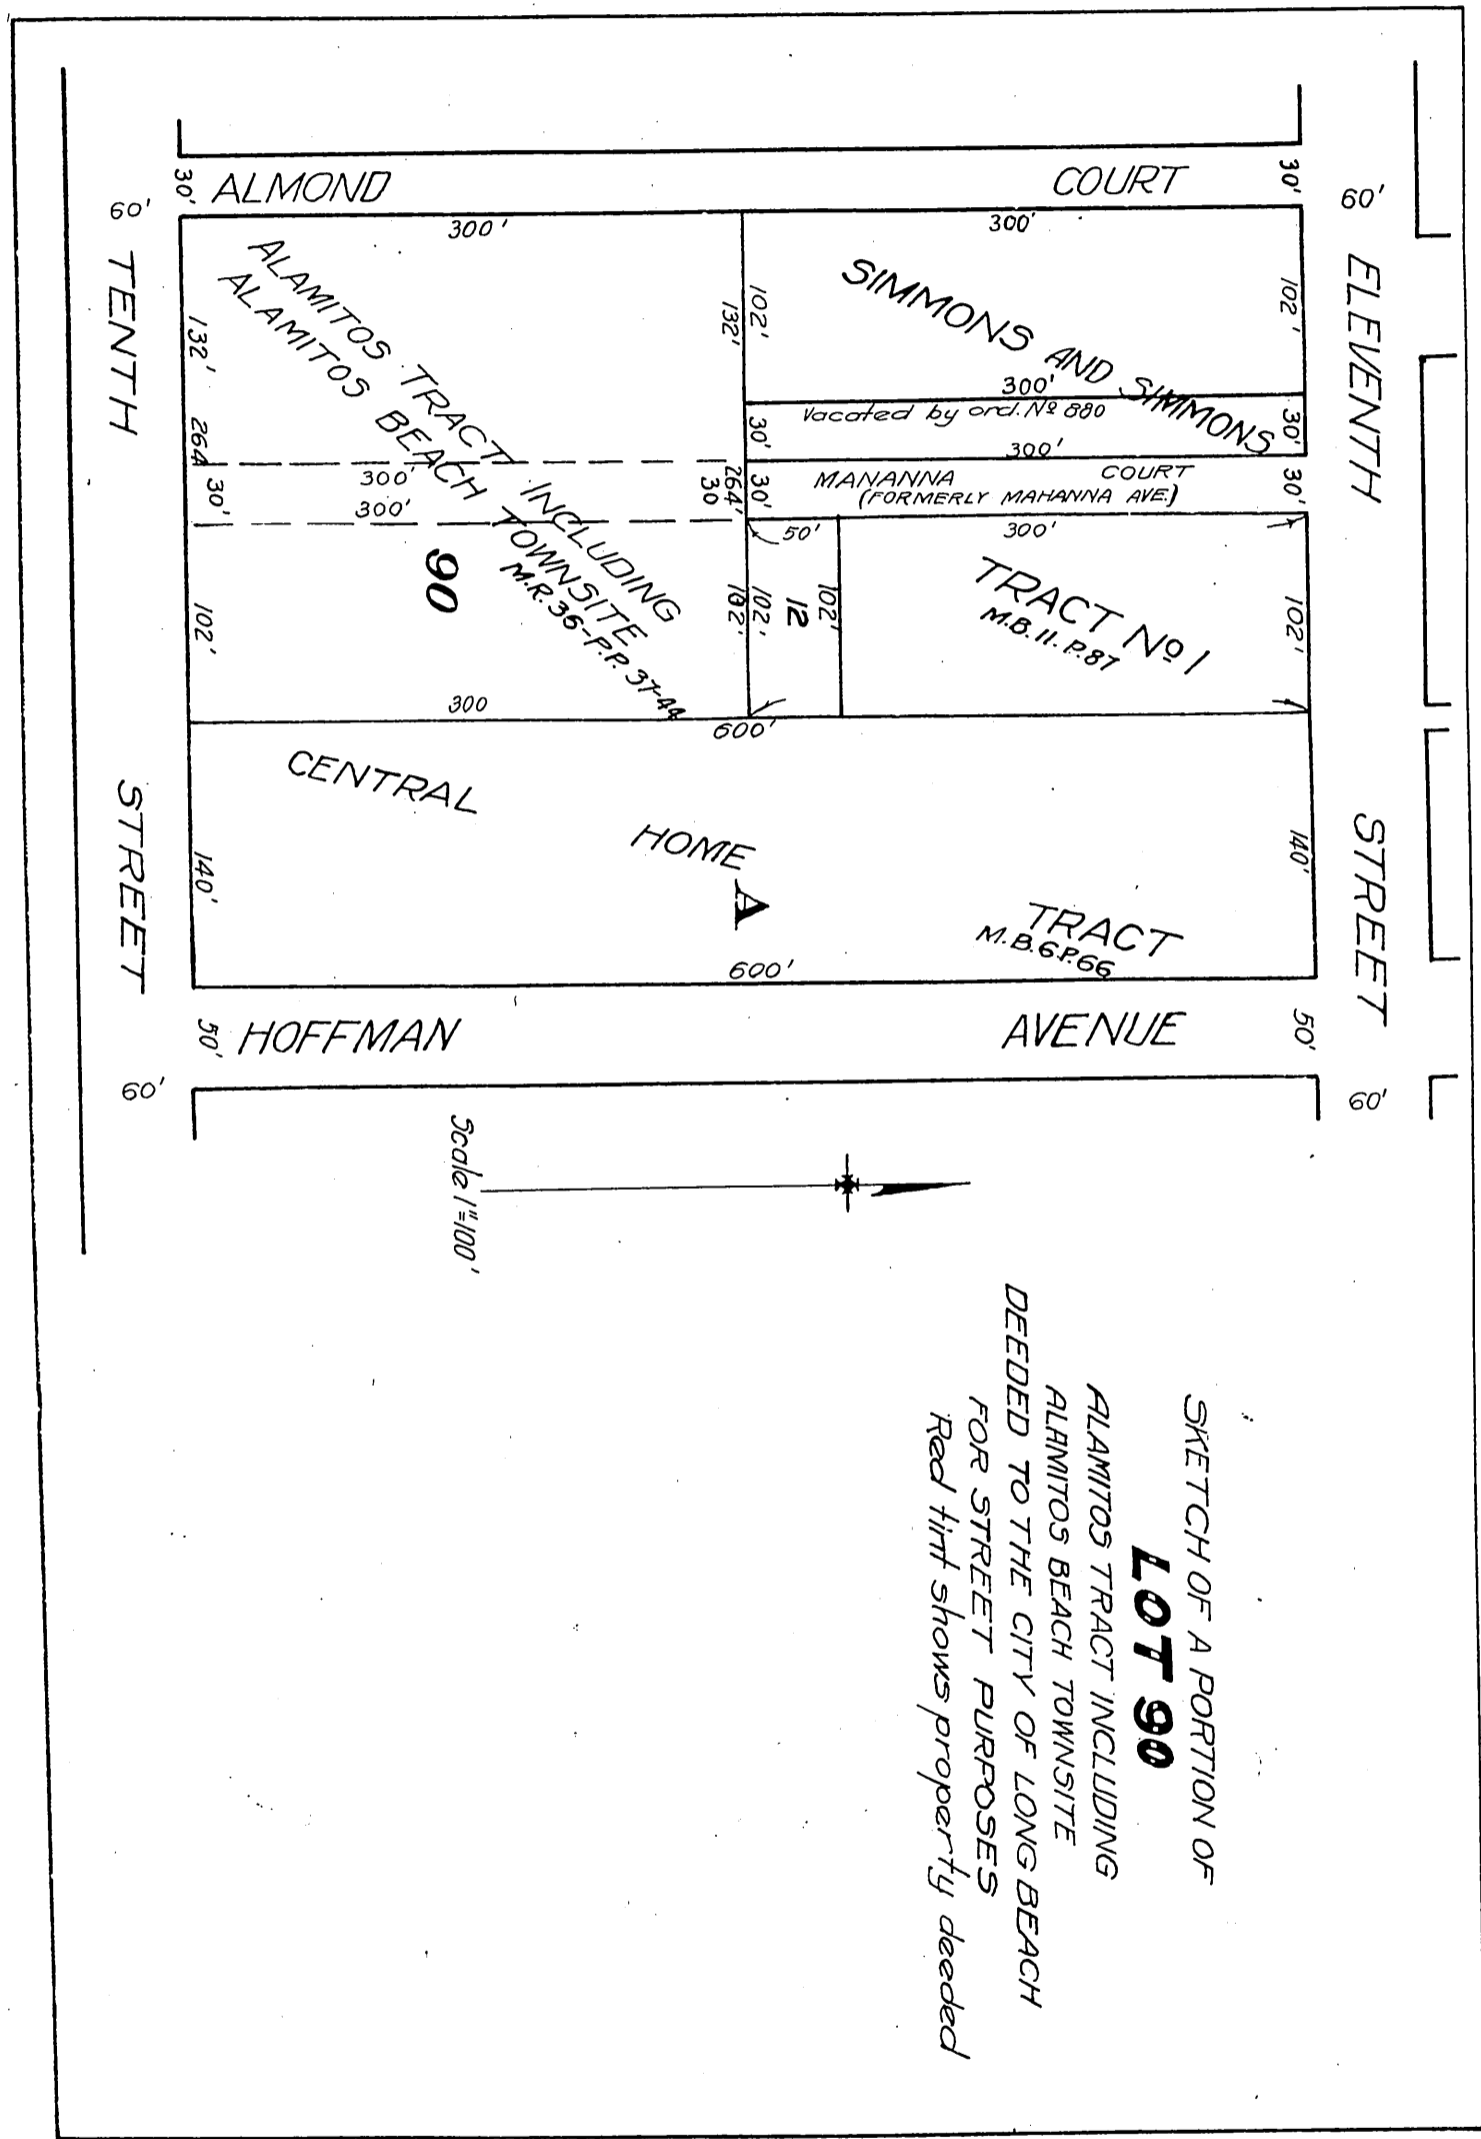 ALMOND COURT
30'
30'
60'
60'
TENTH STREET
ELEVENTH STREET
300'
300'
ALAMITOS TRACT INCLUDING
ALAMITOS BEACH TOWNSITE
M.R. 36-P.P. 37-44
SIMMONS AND SIMMONS
132'
264
102'
132'
102'
300'
Vacated by ord. Nº 880
30'
30'
300'
MANANNA COURT
(FORMERLY MAHANNA AVE.)
30'
30'
264'
30
300'
300'
30'
90
50'
300'
102'
102'
102'
12
102'
TRACT Nº 1
M.B. 11. P.87
102'
300
600'
CENTRAL HOME TRACT
A
M.B.6P.66
140'
140'
600'
50'
HOFFMAN AVENUE
50'
60'
60'
Scale 1"=100'
SKETCH OF A PORTION OF
LOT 90
ALAMITOS TRACT INCLUDING
ALAMITOS BEACH TOWNSITE
DEEDED TO THE CITY OF LONG BEACH
FOR STREET PURPOSES
Red tint shows property deeded